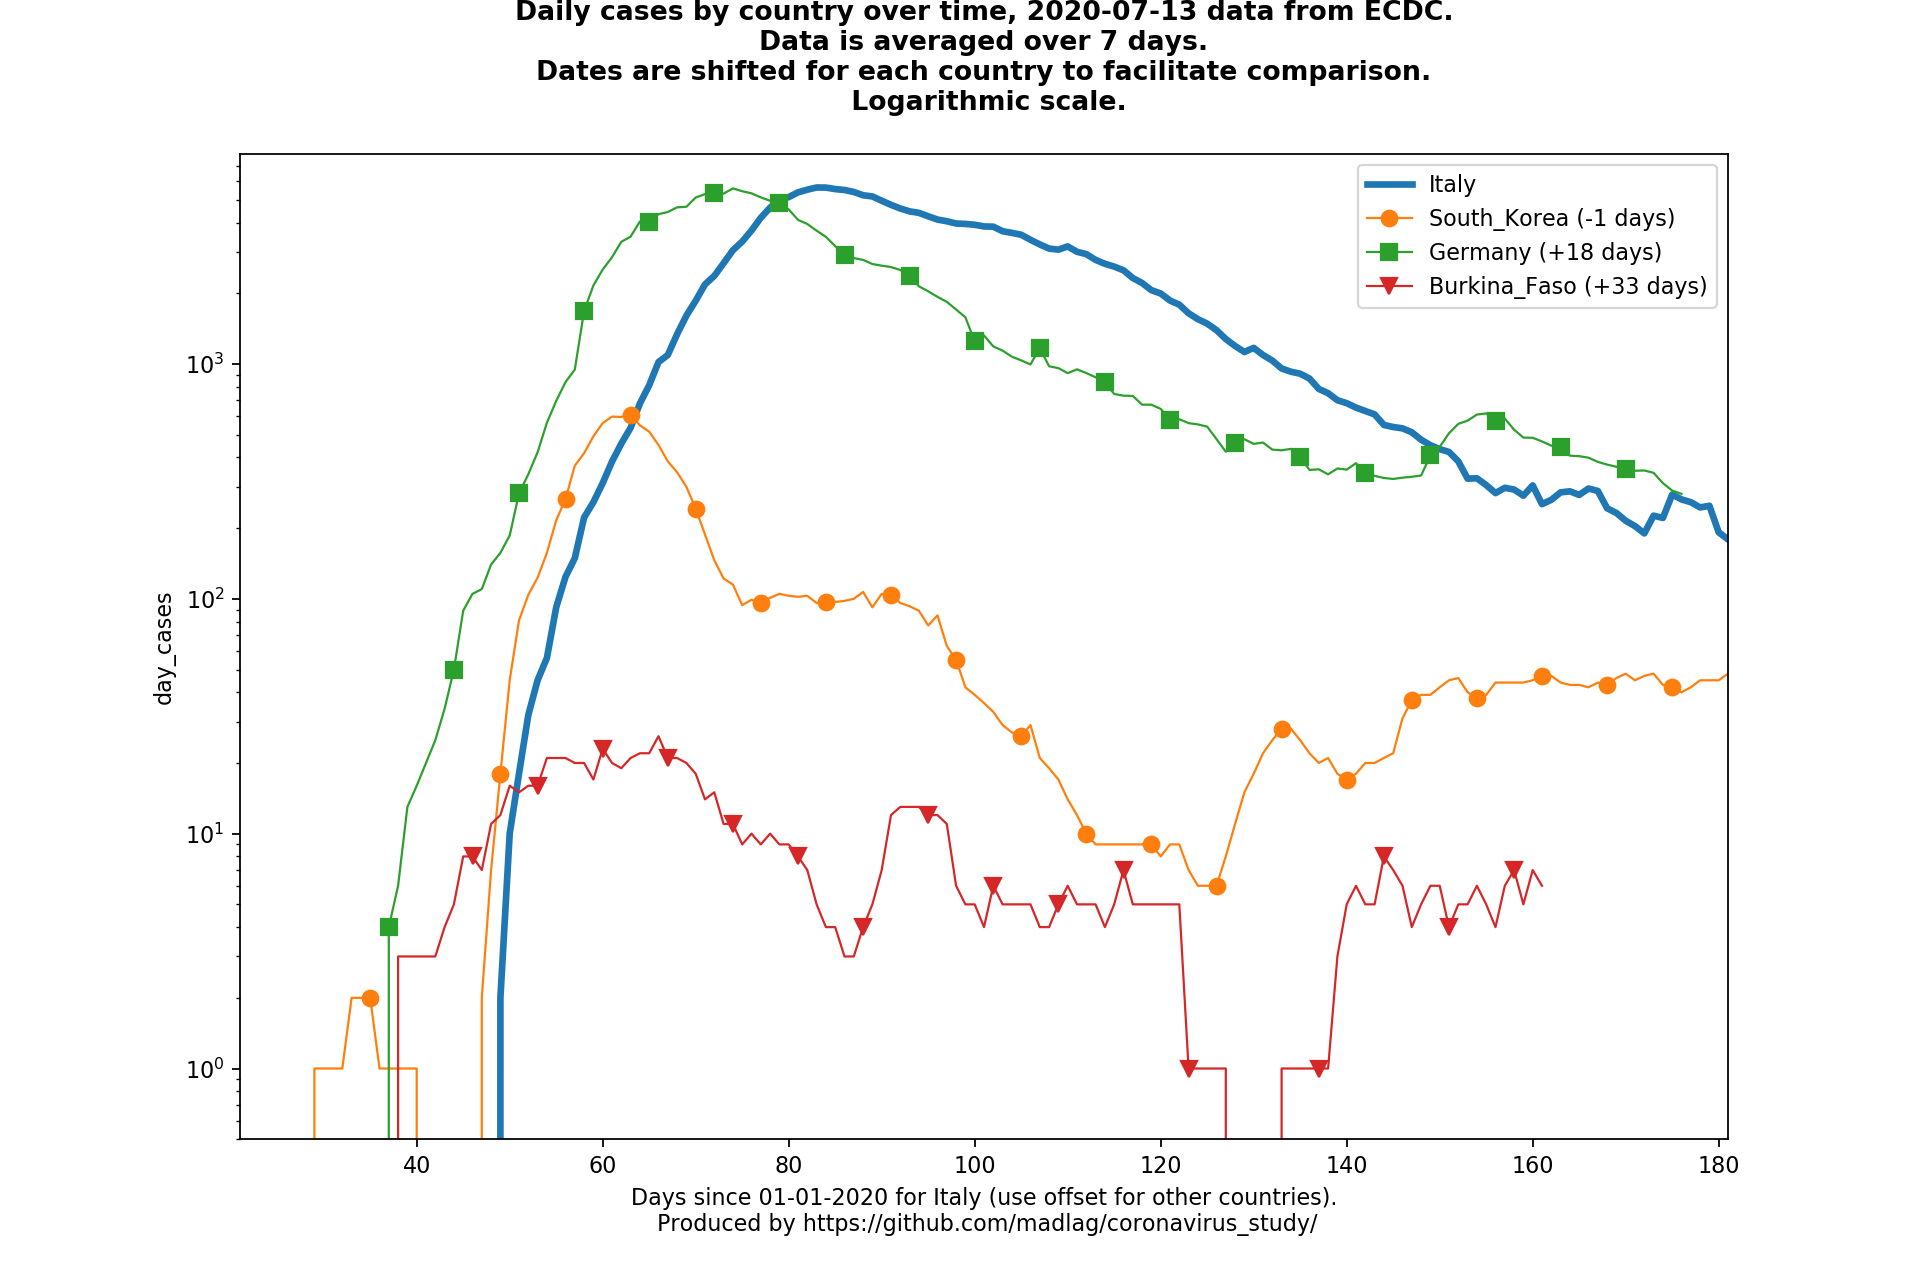 Daily cases by country over time, 2020-07-13 data from ECDC.
Data is averaged over 7 days.
Dates are shifted for each country to facilitate comparison.
Logarithmic scale.
Italy
South_Korea (-1 days)
Germany (+18 days)
Burkina_Faso (+33 days)
day_cases
10³
10²
10¹
10⁰
40 60 80 100 120 140 160 180
Days since 01-01-2020 for Italy (use offset for other countries).
Produced by https://github.com/madlag/coronavirus_study/